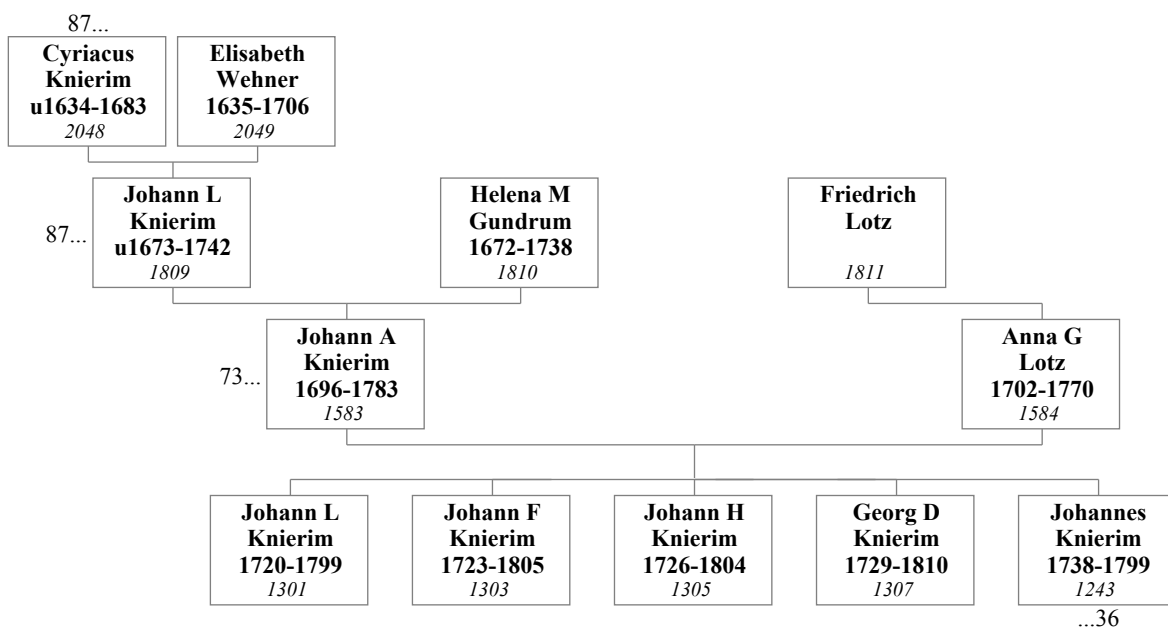 87...
Cyriacus
Knierim
u1634-1683
2048
Elisabeth
Wehner
1635-1706
2049
87...
Johann L
Knierim
u1673-1742
1809
Helena M
Gundrum
1672-1738
1810
Friedrich
Lotz
1811
73...
Johann A
Knierim
1696-1783
1583
Anna G
Lotz
1702-1770
1584
Johann L
Knierim
1720-1799
1301
Johann F
Knierim
1723-1805
1303
Johann H
Knierim
1726-1804
1305
Georg D
Knierim
1729-1810
1307
Johannes
Knierim
1738-1799
1243
...36